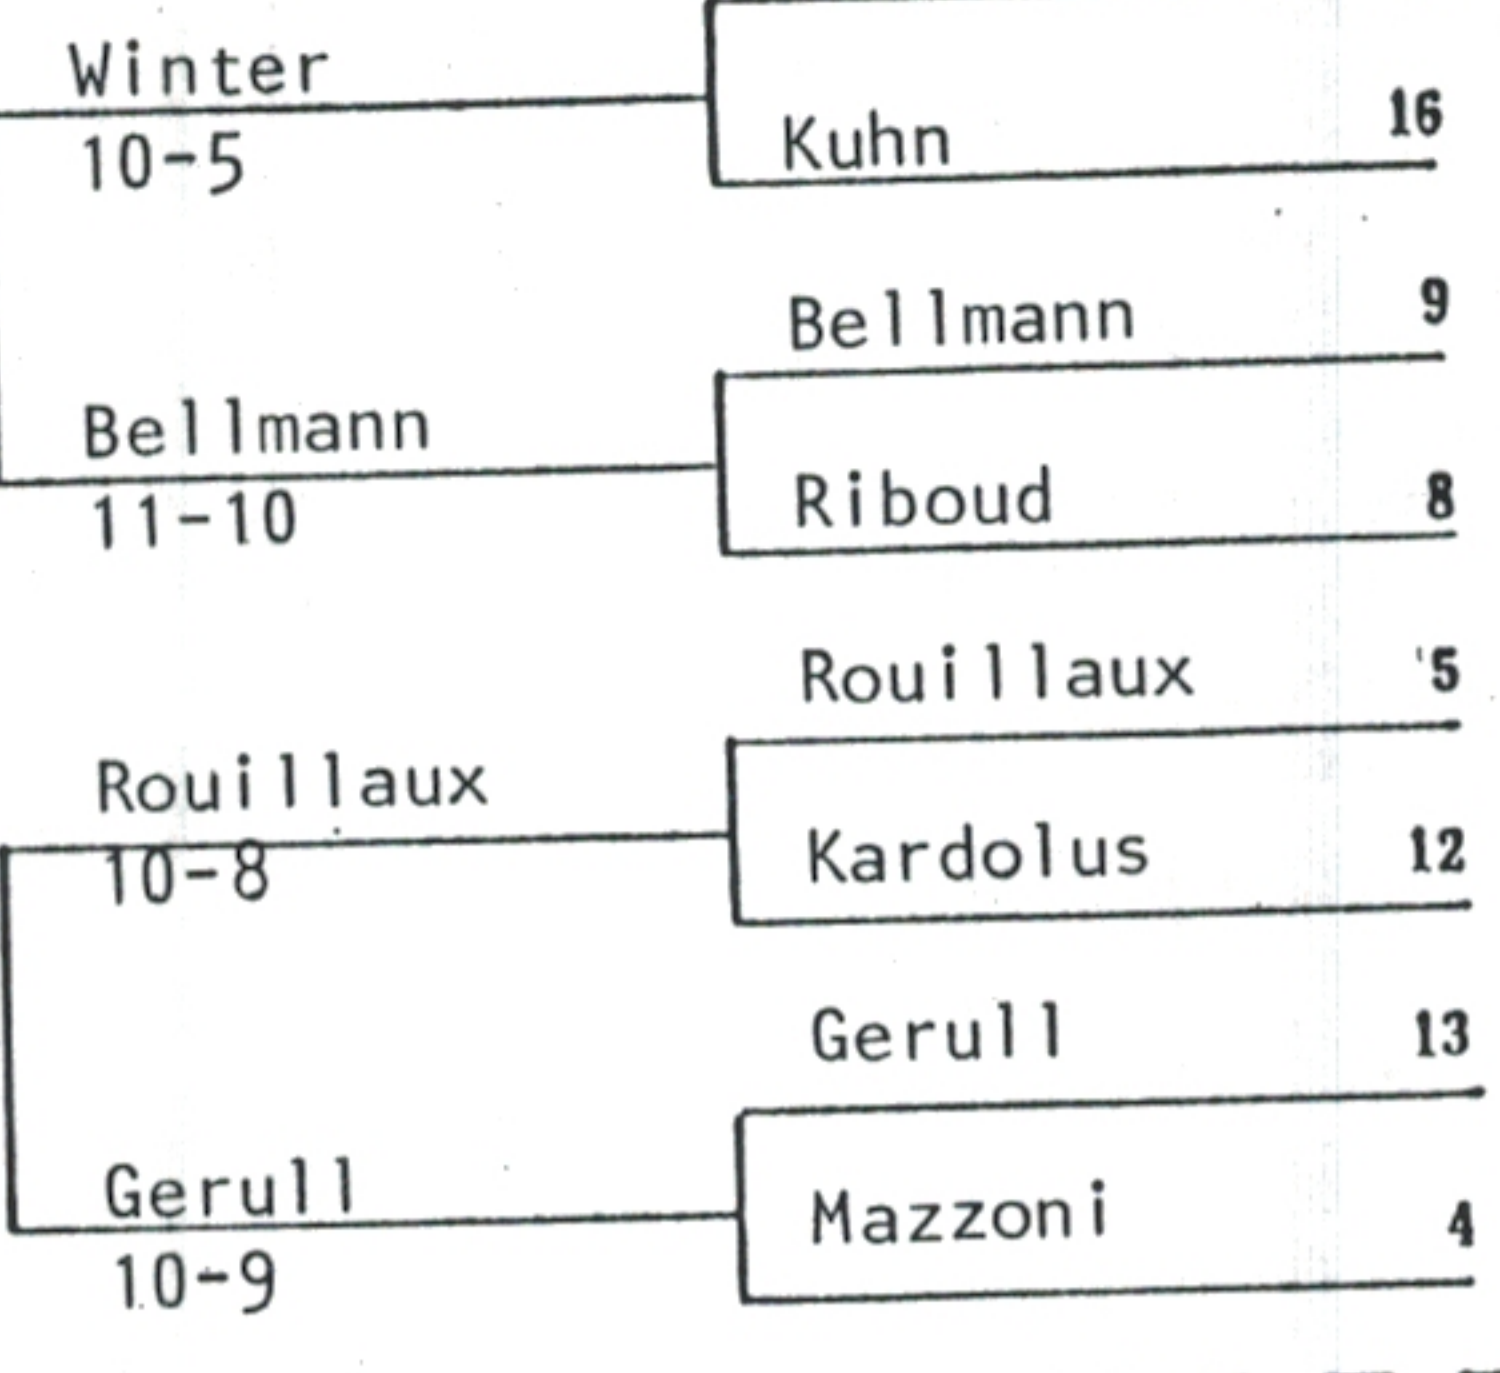 Winter
10-5
Kuhn 16
Bellmann 9
Bellmann
11-10
Riboud 8
Rouillaux 5
Rouillaux
10-8
Kardolus 12
Gerull 13
Gerull
10-9
Mazzoni 4